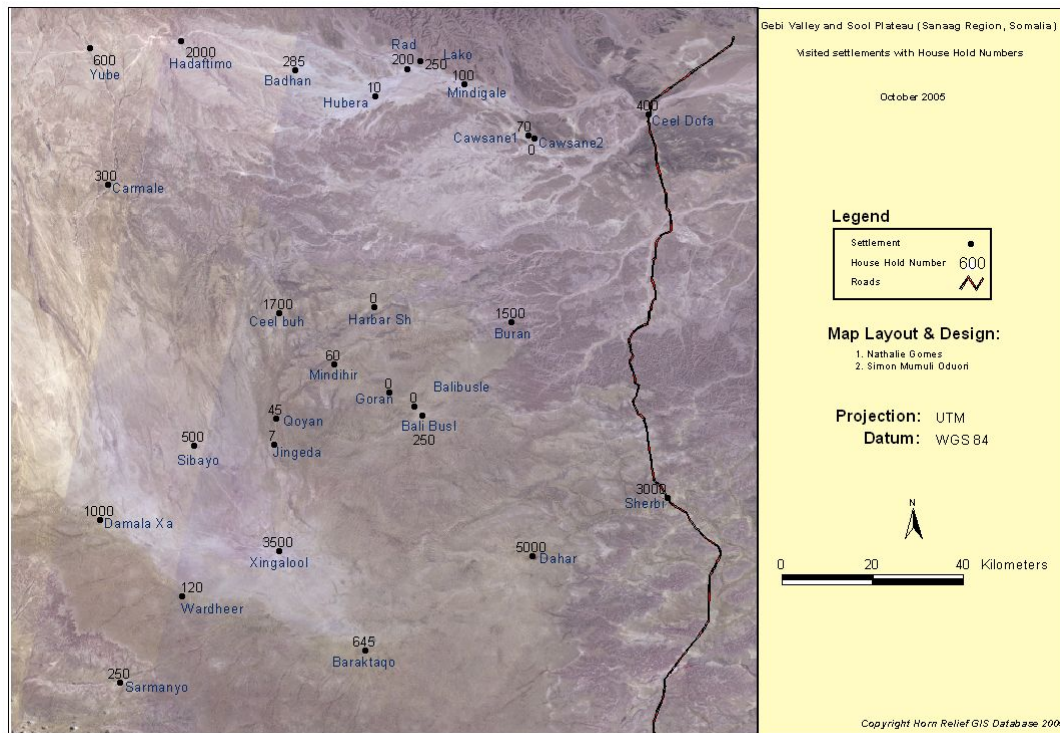 600
Yube
2000
Hadaftimo
285
Badhan
Rad
200
Lako
250
100
Mindigale
10
Hubera
70
Cawsane1
0
Cawsane2
400
Ceel Dofa
300
Carmale
1700
Ceel buh
0
Harbar Sh
1500
Buran
60
Mindihir
0
Goran
Balibusle
0
Bali Busl
250
45
Qoyan
7
Jingeda
500
Sibayo
1000
Damala Xa
3500
Xingalool
3000
Sherbi
5000
Dahar
120
Wardheer
645
Baraktaqo
250
Sarmanyo
Gebi Valley and Sool Plateau (Sanaag Region, Somalia)
Visited settlements with House Hold Numbers
October 2005
Legend
Settlement
House Hold Number 600
Roads
Map Layout & Design:
1. Nathalie Gomes
2. Simon Mumuli Oduori
Projection: UTM
Datum: WGS 84
N
0 20 40 Kilometers
Copyright Horn Relief GIS Database 200